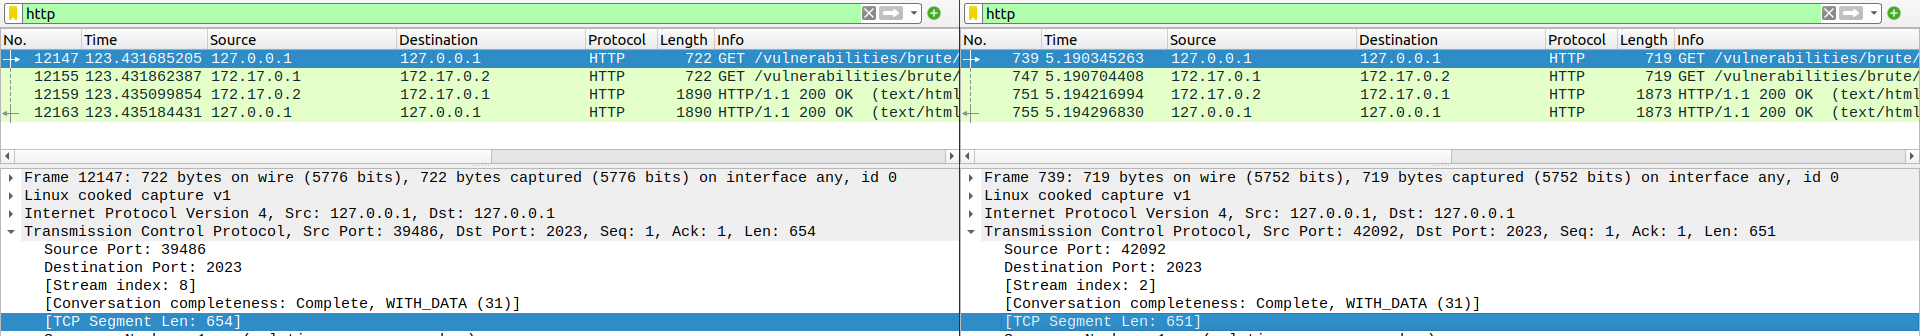 http
No. Time Source Destination Protocol Length Info
12147 123.431685205 127.0.0.1 127.0.0.1 HTTP 722 GET /vulnerabilities/brute/
12155 123.431862387 172.17.0.1 172.17.0.2 HTTP 722 GET /vulnerabilities/brute/
12159 123.435099854 172.17.0.2 172.17.0.1 HTTP 1890 HTTP/1.1 200 OK (text/html
12163 123.435184431 127.0.0.1 127.0.0.1 HTTP 1890 HTTP/1.1 200 OK (text/html
Frame 12147: 722 bytes on wire (5776 bits), 722 bytes captured (5776 bits) on interface any, id 0
Linux cooked capture v1
Internet Protocol Version 4, Src: 127.0.0.1, Dst: 127.0.0.1
Transmission Control Protocol, Src Port: 39486, Dst Port: 2023, Seq: 1, Ack: 1, Len: 654
Source Port: 39486
Destination Port: 2023
[Stream index: 8]
[Conversation completeness: Complete, WITH_DATA (31)]
[TCP Segment Len: 654]
http
No. Time Source Destination Protocol Length Info
739 5.190345263 127.0.0.1 127.0.0.1 HTTP 719 GET /vulnerabilities/brute/
747 5.190704408 172.17.0.1 172.17.0.2 HTTP 719 GET /vulnerabilities/brute/
751 5.194216994 172.17.0.2 172.17.0.1 HTTP 1873 HTTP/1.1 200 OK (text/html
755 5.194296830 127.0.0.1 127.0.0.1 HTTP 1873 HTTP/1.1 200 OK (text/html
Frame 739: 719 bytes on wire (5752 bits), 719 bytes captured (5752 bits) on interface any, id 0
Linux cooked capture v1
Internet Protocol Version 4, Src: 127.0.0.1, Dst: 127.0.0.1
Transmission Control Protocol, Src Port: 42092, Dst Port: 2023, Seq: 1, Ack: 1, Len: 651
Source Port: 42092
Destination Port: 2023
[Stream index: 2]
[Conversation completeness: Complete, WITH_DATA (31)]
[TCP Segment Len: 651]